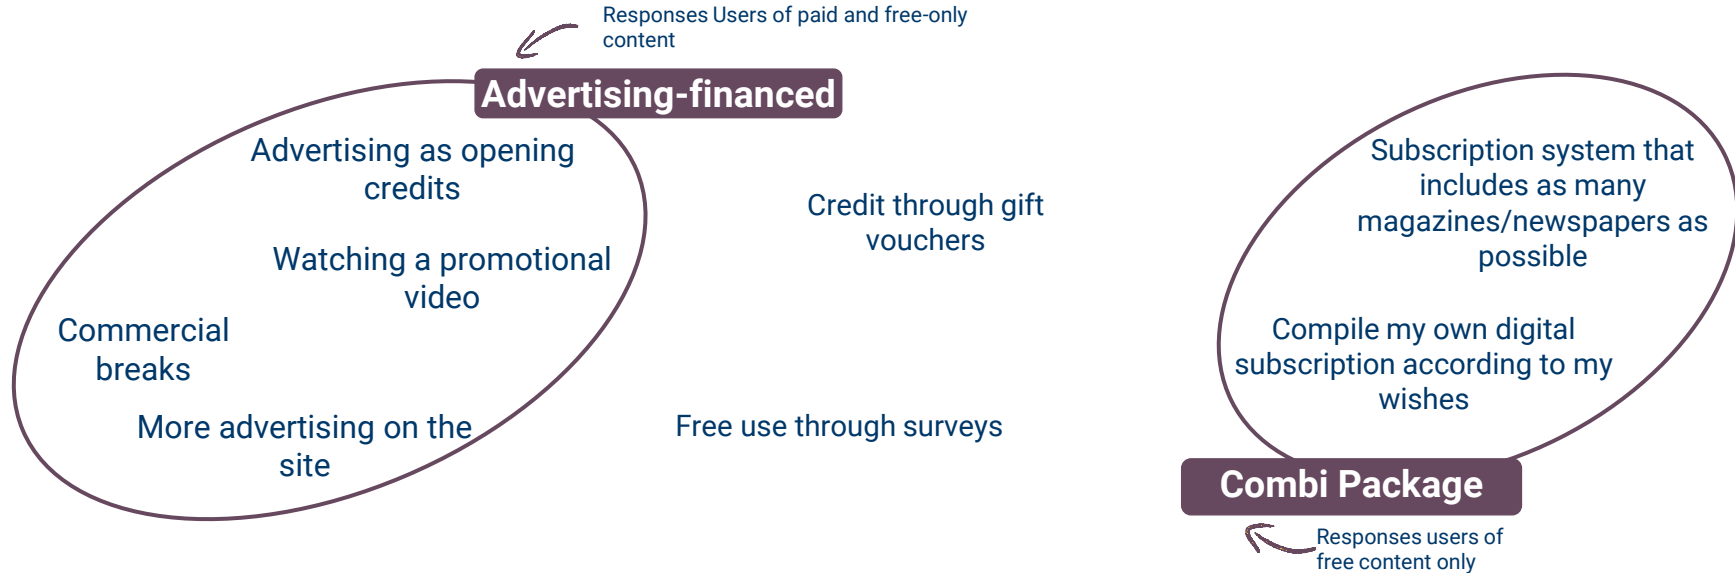 Responses Users of paid and free-only
content
Advertising-financed
Advertising as opening
credits
Watching a promotional
video
Commercial
breaks
More advertising on the
site
Credit through gift
vouchers
Free use through surveys
Subscription system that
includes as many
magazines/newspapers as
possible
Compile my own digital
subscription according to my
wishes
Combi Package
Responses users of
free content only